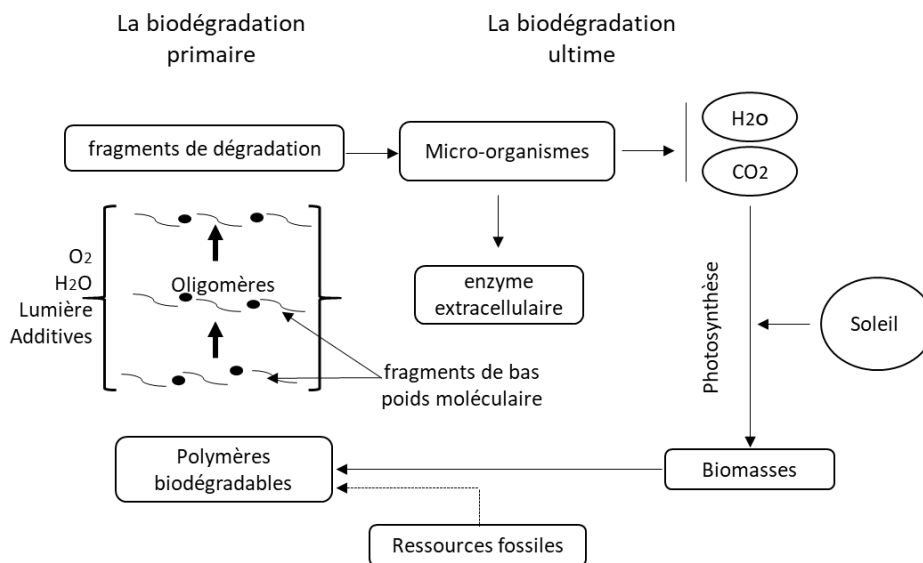 La biodégradation
primaire
La biodégradation
ultime
fragments de dégradation
Micro-organismes
H2O
CO2
O2
H2O
Lumière
Additives
Oligomères
enzyme
extracellulaire
fragments de bas
poids moléculaire
Photosynthèse
Soleil
Polymères
biodégradables
Biomasses
Ressources fossiles